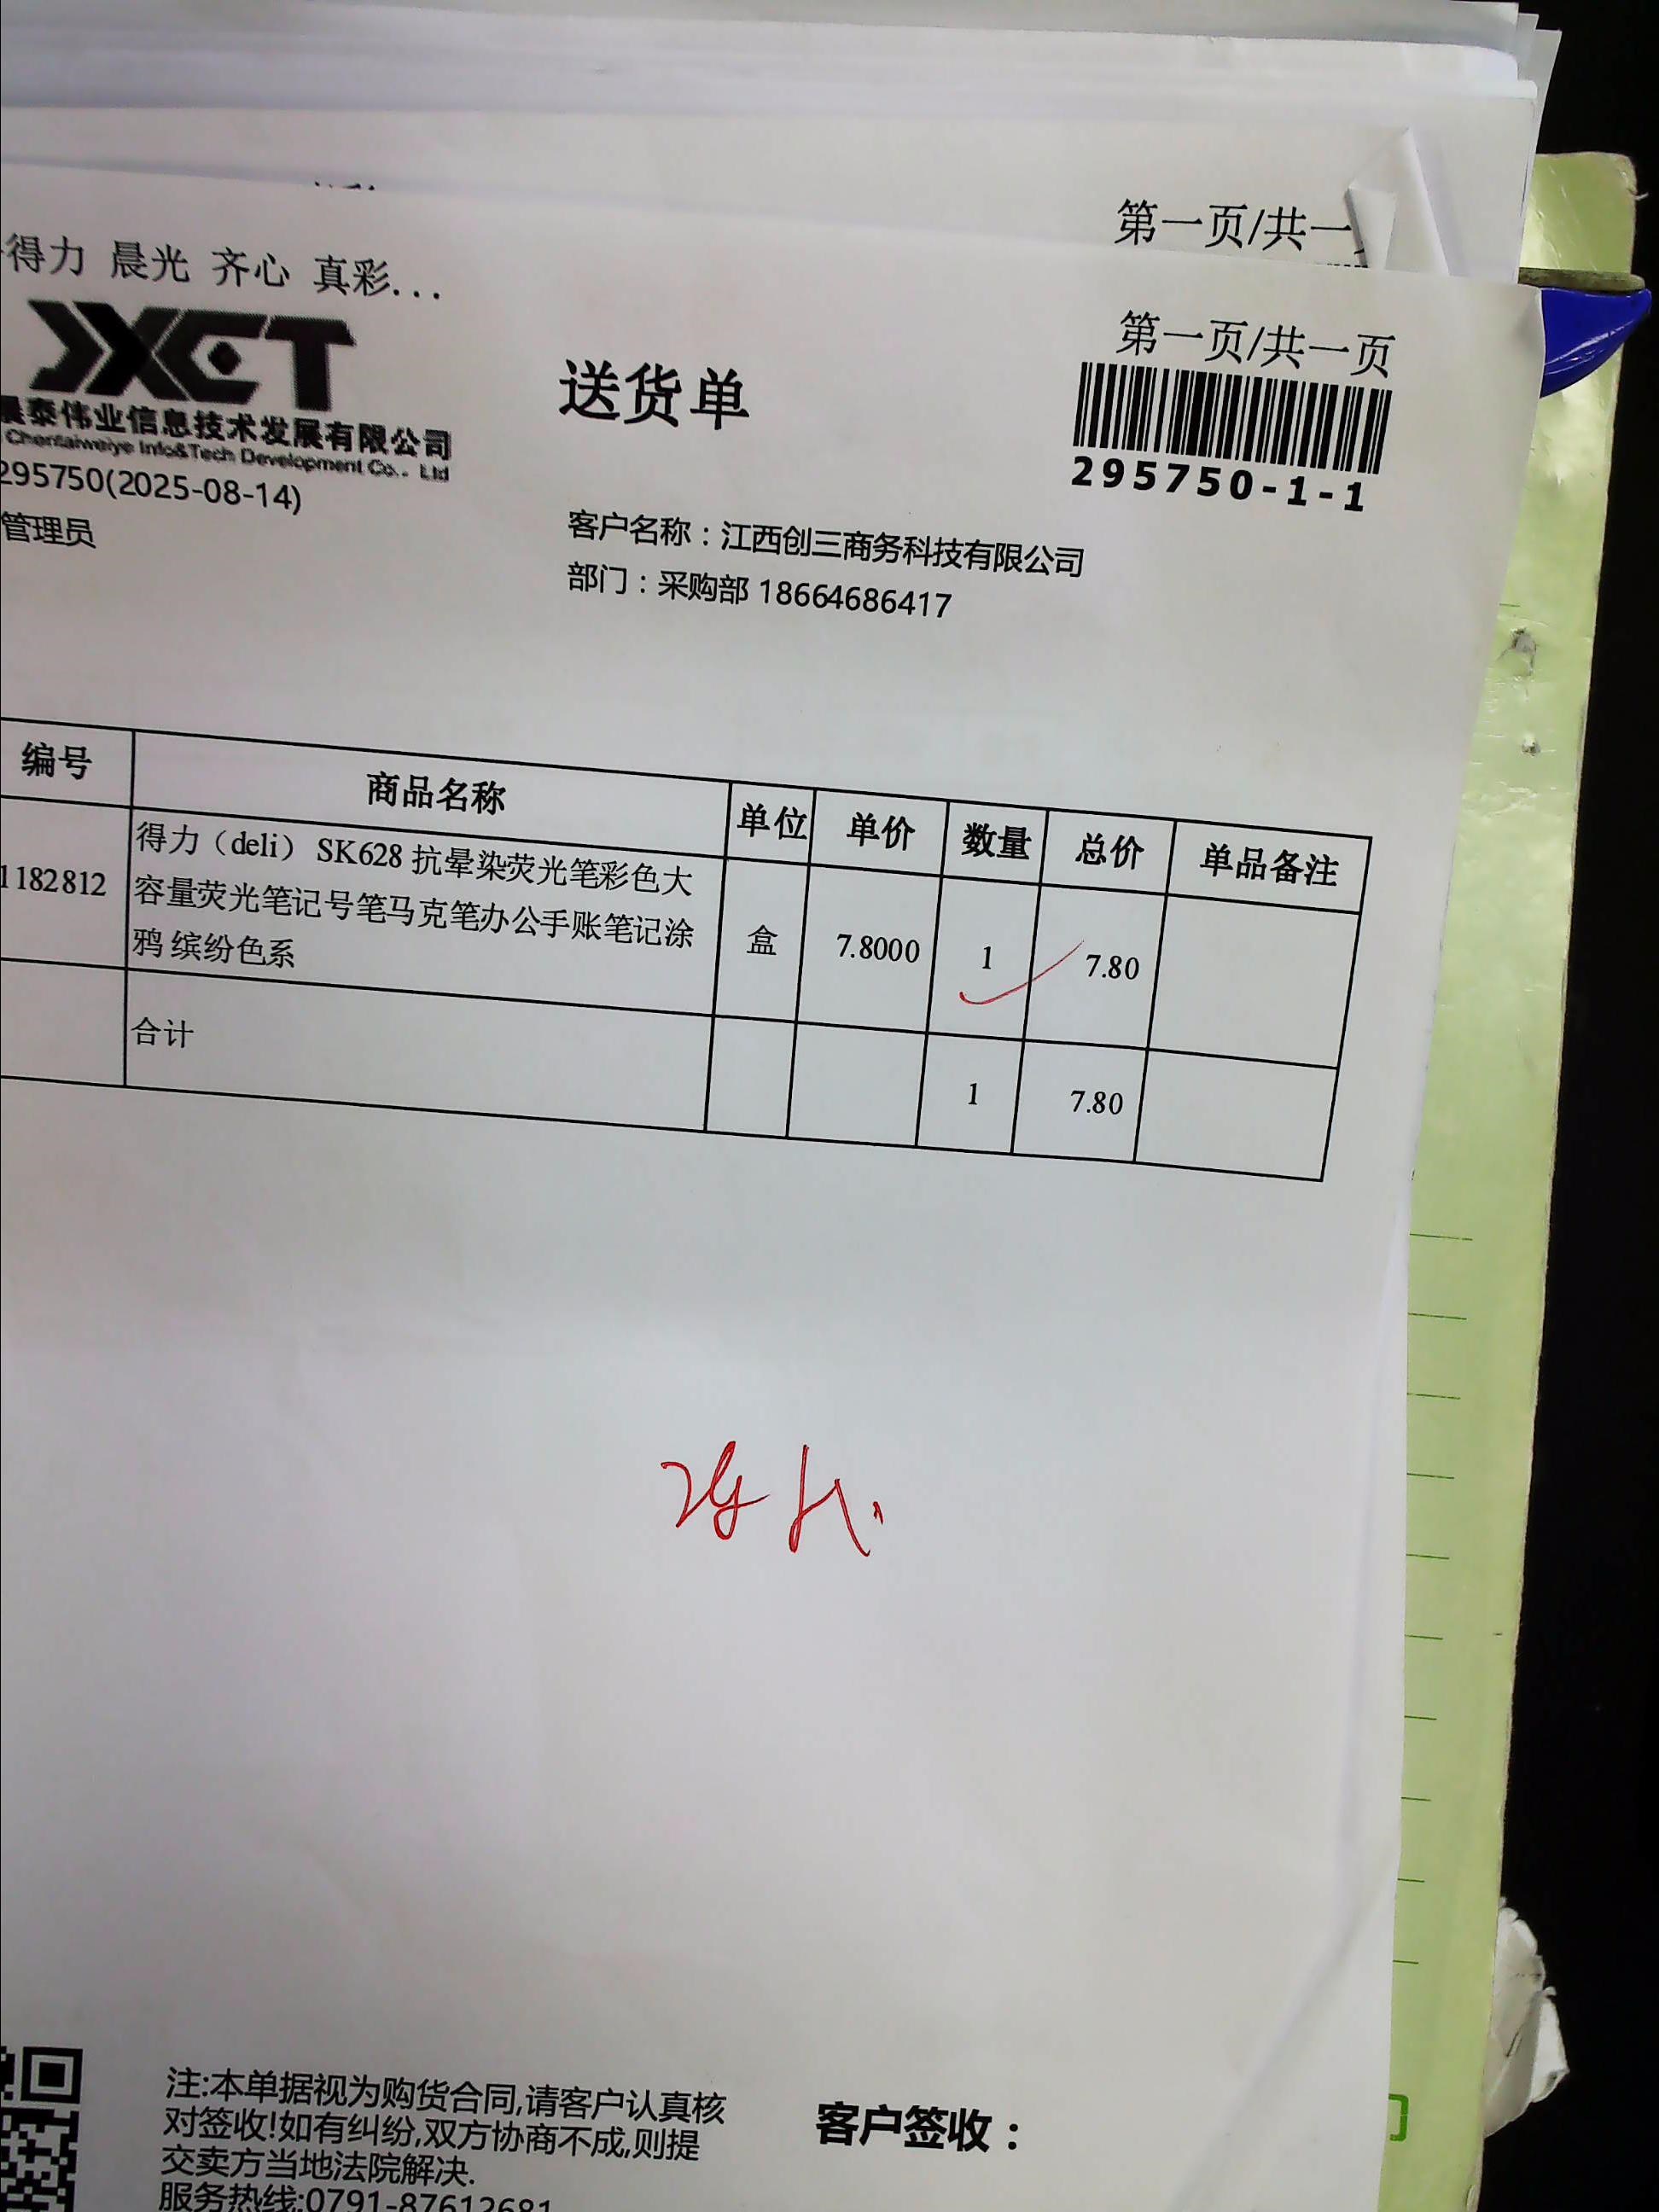 第一页/共一
得力 晨光 齐心 真彩...
第一页/共一页
JXCT
晨泰伟业信息技术发展有限公司
Chentaiweiye Info&Tech Development Co., Ltd
送货单
295750-1-1
295750(2025-08-14)
管理员
客户名称：江西创三商务科技有限公司
部门：采购部 18664686417
编号 商品名称 单位 单价 数量 总价 单品备注
1182812 得力（deli） SK628 抗晕染荧光笔彩色大
容量荧光笔记号笔马克笔办公手账笔记涂
鸦 缤纷色系 盒 7.8000 1 7.80
合计 1 7.80
注:本单据视为购货合同,请客户认真核
对签收!如有纠纷,双方协商不成,则提
交卖方当地法院解决.
服务热线:0791-87612681
客户签收：